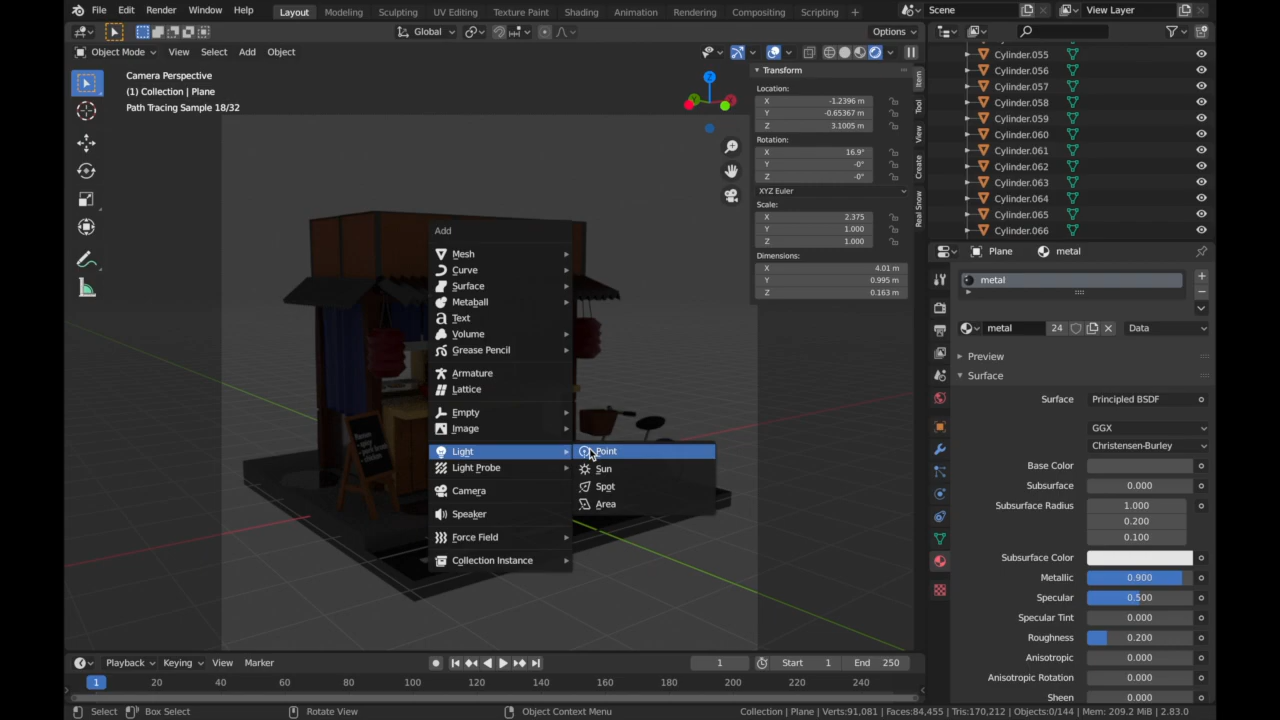 File Edit Render Window Help Layout Modeling Sculpting UV Editing Texture Paint Shading Animation Rendering Compositing Scripting Scene View Layer
Global Options
Object Mode View Select Add Object
Camera Perspective
(1) Collection | Plane
Path Tracing Sample 18/32
Z
Transform
Location:
X -1.2396 m
Y -0.65367 m
Z 3.1005 m
Rotation:
X 16.9°
Y -0°
Z -0°
XYZ Euler
Scale:
X 2.375
Y 1.000
Z 1.000
Dimensions:
X 4.01 m
Y 0.995 m
Z 0.163 m
Item
Tool
View
Create
Real Snow
Cylinder.055
Cylinder.056
Cylinder.057
Cylinder.058
Cylinder.059
Cylinder.060
Cylinder.061
Cylinder.062
Cylinder.063
Cylinder.064
Cylinder.065
Cylinder.066
Add
Mesh
Curve
Surface
Metaball
Text
Volume
Grease Pencil
Armature
Lattice
Empty
Image
Light
Light Probe
Camera
Speaker
Force Field
Collection Instance
Point
Sun
Spot
Area
Plane metal
metal
metal 24 Data
Preview
Surface
Surface Principled BSDF
GGX
Christensen-Burley
Base Color
Subsurface 0.000
Subsurface Radius 1.000
0.200
0.100
Subsurface Color
Metallic 0.900
Specular 0.500
Specular Tint 0.000
Roughness 0.200
Anisotropic 0.000
Anisotropic Rotation 0.000
Sheen 0.000
Playback Keying View Marker 1 Start 1 End 250
1 20 40 60 80 100 120 140 160 180 200 220 240
Select Box Select Rotate View Object Context Menu Collection | Plane | Verts:91,081 | Faces:84,455 | Tris:170,212 | Objects:0/144 | Mem: 209.2 MiB | 2.83.0